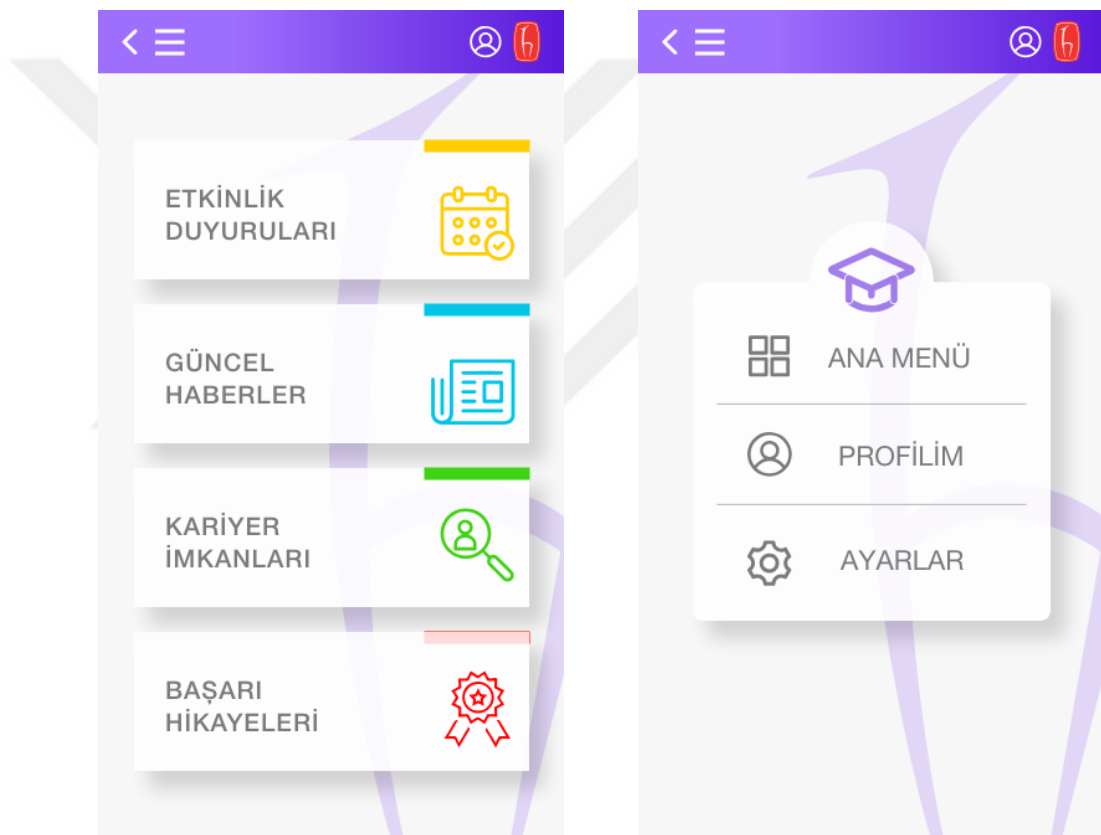 ETKİNLİK
DUYURULARI
GÜNCEL
HABERLER
KARİYER
İMKANLARI
BAŞARI
HİKAYELERİ
ANA MENÜ
PROFİLİM
AYARLAR